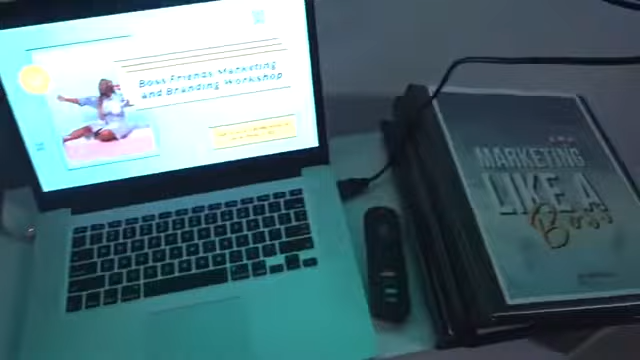 Boss Friends Marketing
and Branding Workshop
MARKETING
LIKE A
Boss